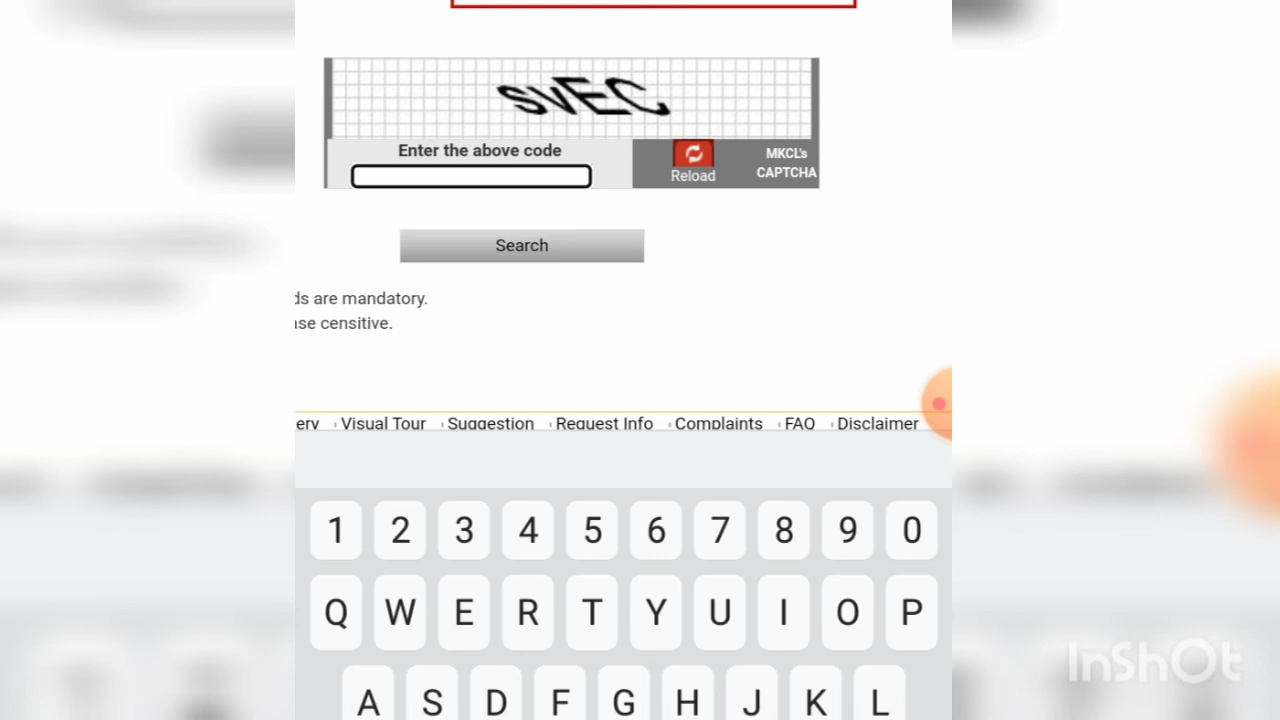 SVEC
Enter the above code
Reload
MKCL's
CAPTCHA
Search
ds are mandatory.
ase censitive.
ery Visual Tour Suggestion Request Info Complaints FAQ Disclaimer
1 2 3 4 5 6 7 8 9 0
Q W E R T Y U I O P
A S D F G H J K L
InShOt